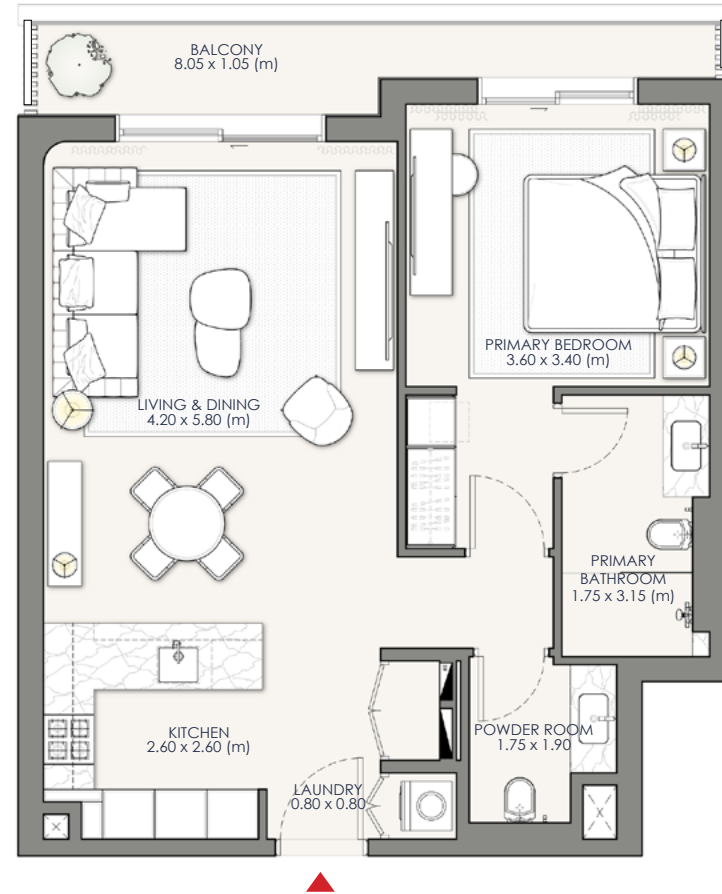 BALCONY
8.05 x 1.05 (m)
PRIMARY BEDROOM
3.60 x 3.40 (m)
LIVING & DINING
4.20 x 5.80 (m)
PRIMARY
BATHROOM
1.75 x 3.15 (m)
KITCHEN
2.60 x 2.60 (m)
POWDER ROOM
1.75 x 1.90
LAUNDRY
0.80 x 0.80